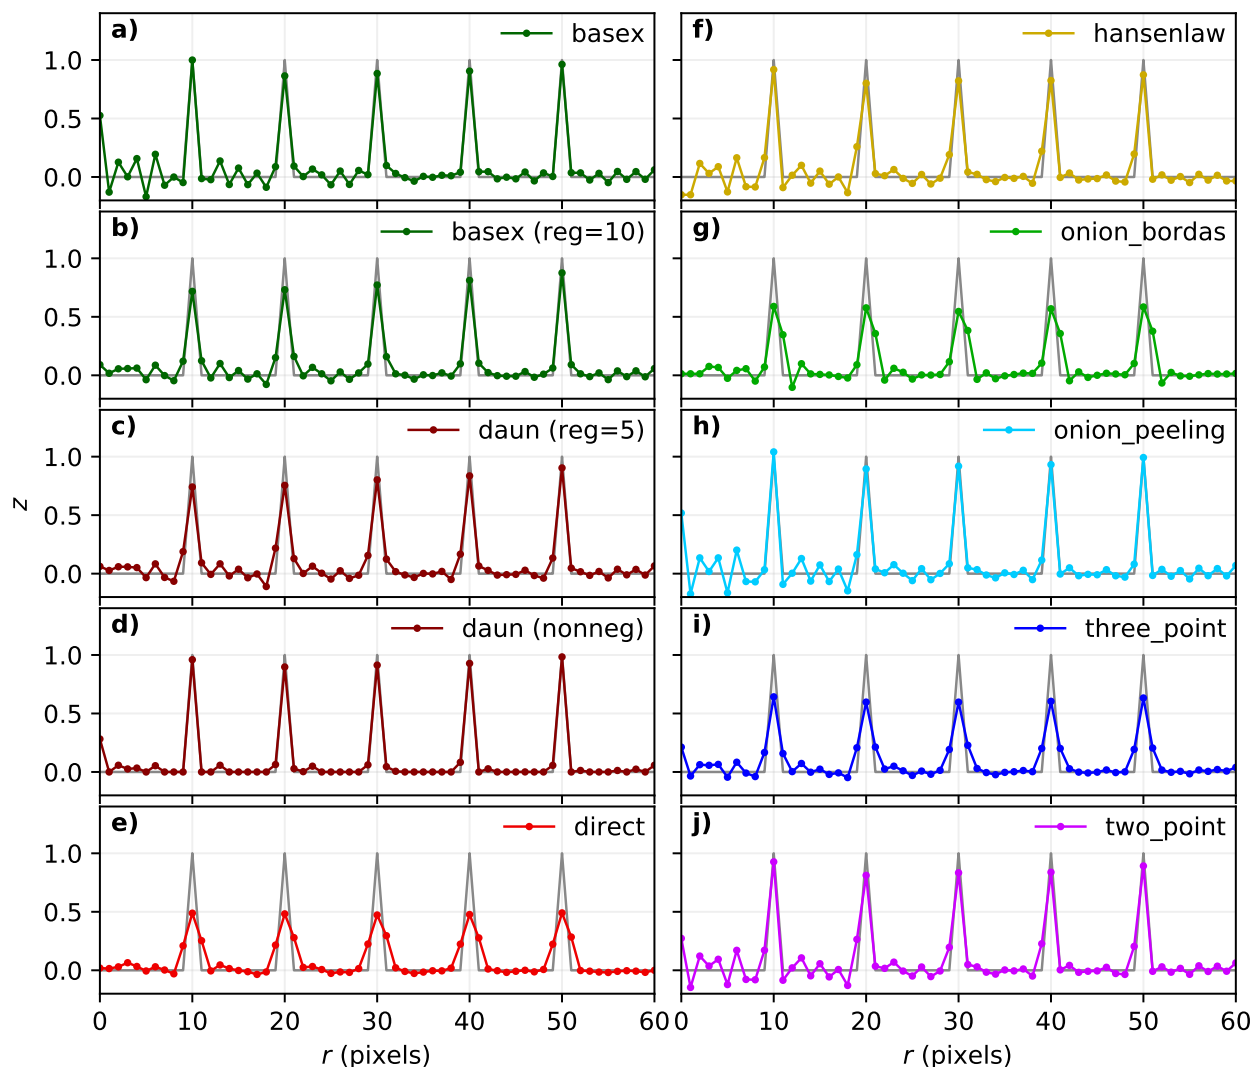 a) basex
1.0
0.5
0.0
b) basex (reg=10)
1.0
0.5
0.0
c) daun (reg=5)
1.0
0.5
0.0
z
d) daun (nonneg)
1.0
0.5
0.0
e) direct
1.0
0.5
0.0
0 10 20 30 40 50 60
r (pixels)
f) hansenlaw
g) onion_bordas
h) onion_peeling
i) three_point
j) two_point
0 10 20 30 40 50 60
r (pixels)